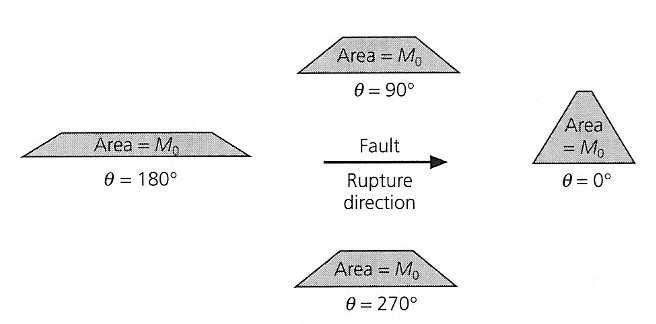 Area = M₀
θ = 90°
Area = M₀
θ = 180°
Fault
Rupture
direction
Area
= M₀
θ = 0°
Area = M₀
θ = 270°